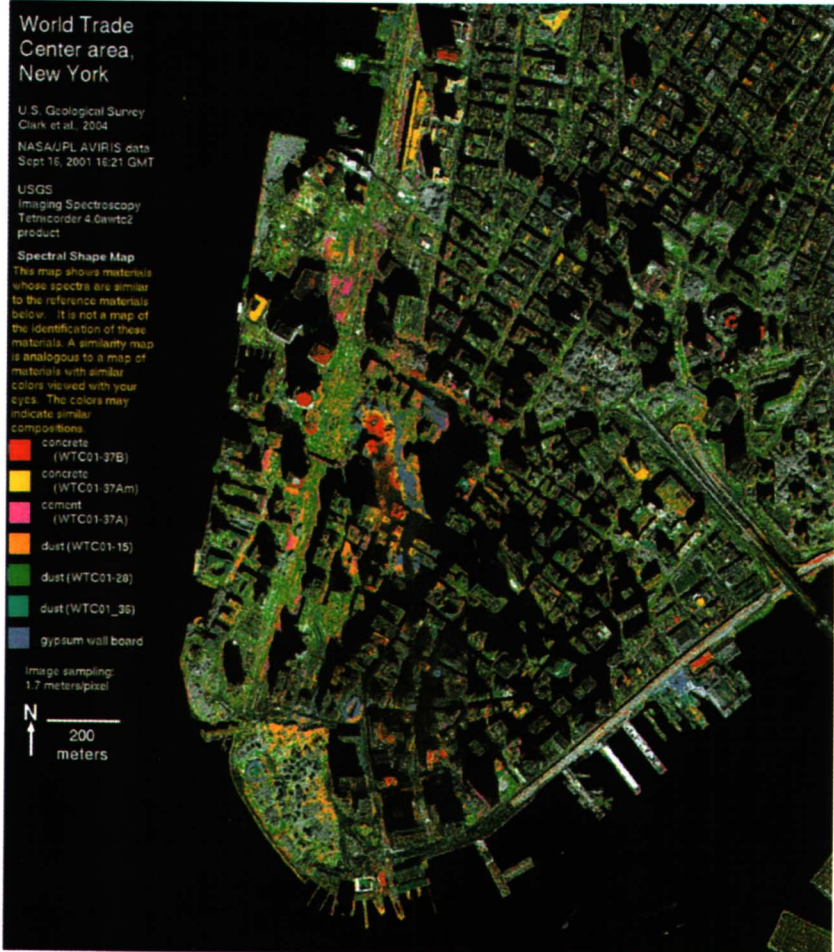 World Trade
Center area,
New York
U.S. Geological Survey
Clark et al., 2004
NASA/JPL AVIRIS data
Sept 16, 2001 16:21 GMT
USGS
Imaging Spectroscopy
Tetracorder 4.0awtc2
product
Spectral Shape Map
This map shows materials
whose spectra are similar
to the reference materials
below. It is not a map of
the identification of these
materials. A similarity map
is analogous to a map of
materials with similar
colors viewed with your
eyes. The colors may
indicate similar
compositions.
concrete
(WTC01-37B)
concrete
(WTC01-37Am)
cement
(WTC01-37A)
dust (WTC01-15)
dust (WTC01-28)
dust (WTC01_36)
gypsum wall board
Image sampling:
1.7 meters/pixel
N
200
meters